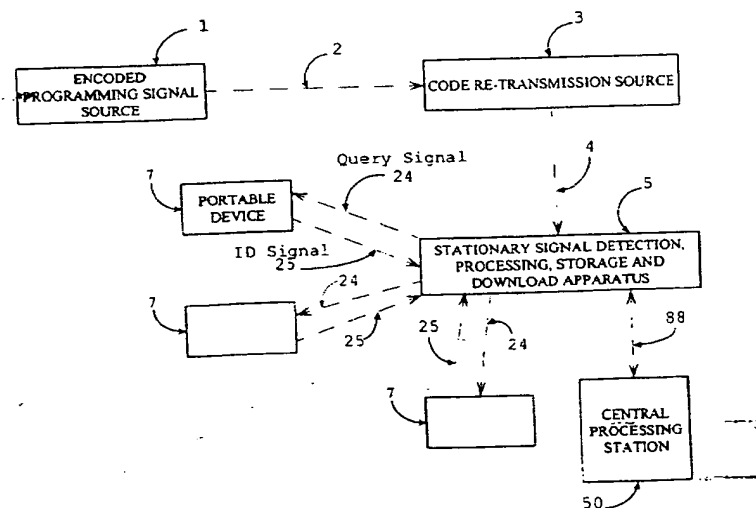 1
2
3
ENCODED
PROGRAMMING SIGNAL
SOURCE
CODE RE-TRANSMISSION SOURCE
4
Query Signal
24
7
PORTABLE
DEVICE
5
ID Signal
25
STATIONARY SIGNAL DETECTION,
PROCESSING, STORAGE AND
DOWNLOAD APPARATUS
7
24
25
25
24
88
7
CENTRAL
PROCESSING
STATION
50